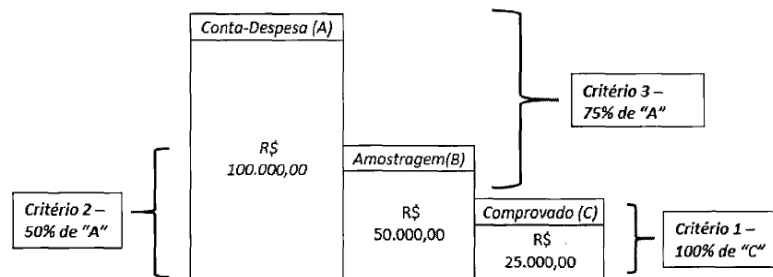 Conta-Despesa (A)
Critério 3 –
75% de "A"
R$
100.000,00
Amostragem(B)
Critério 2 –
50% de "A"
R$
50.000,00
Comprovado (C)
R$
25.000,00
Critério 1 –
100% de "C"